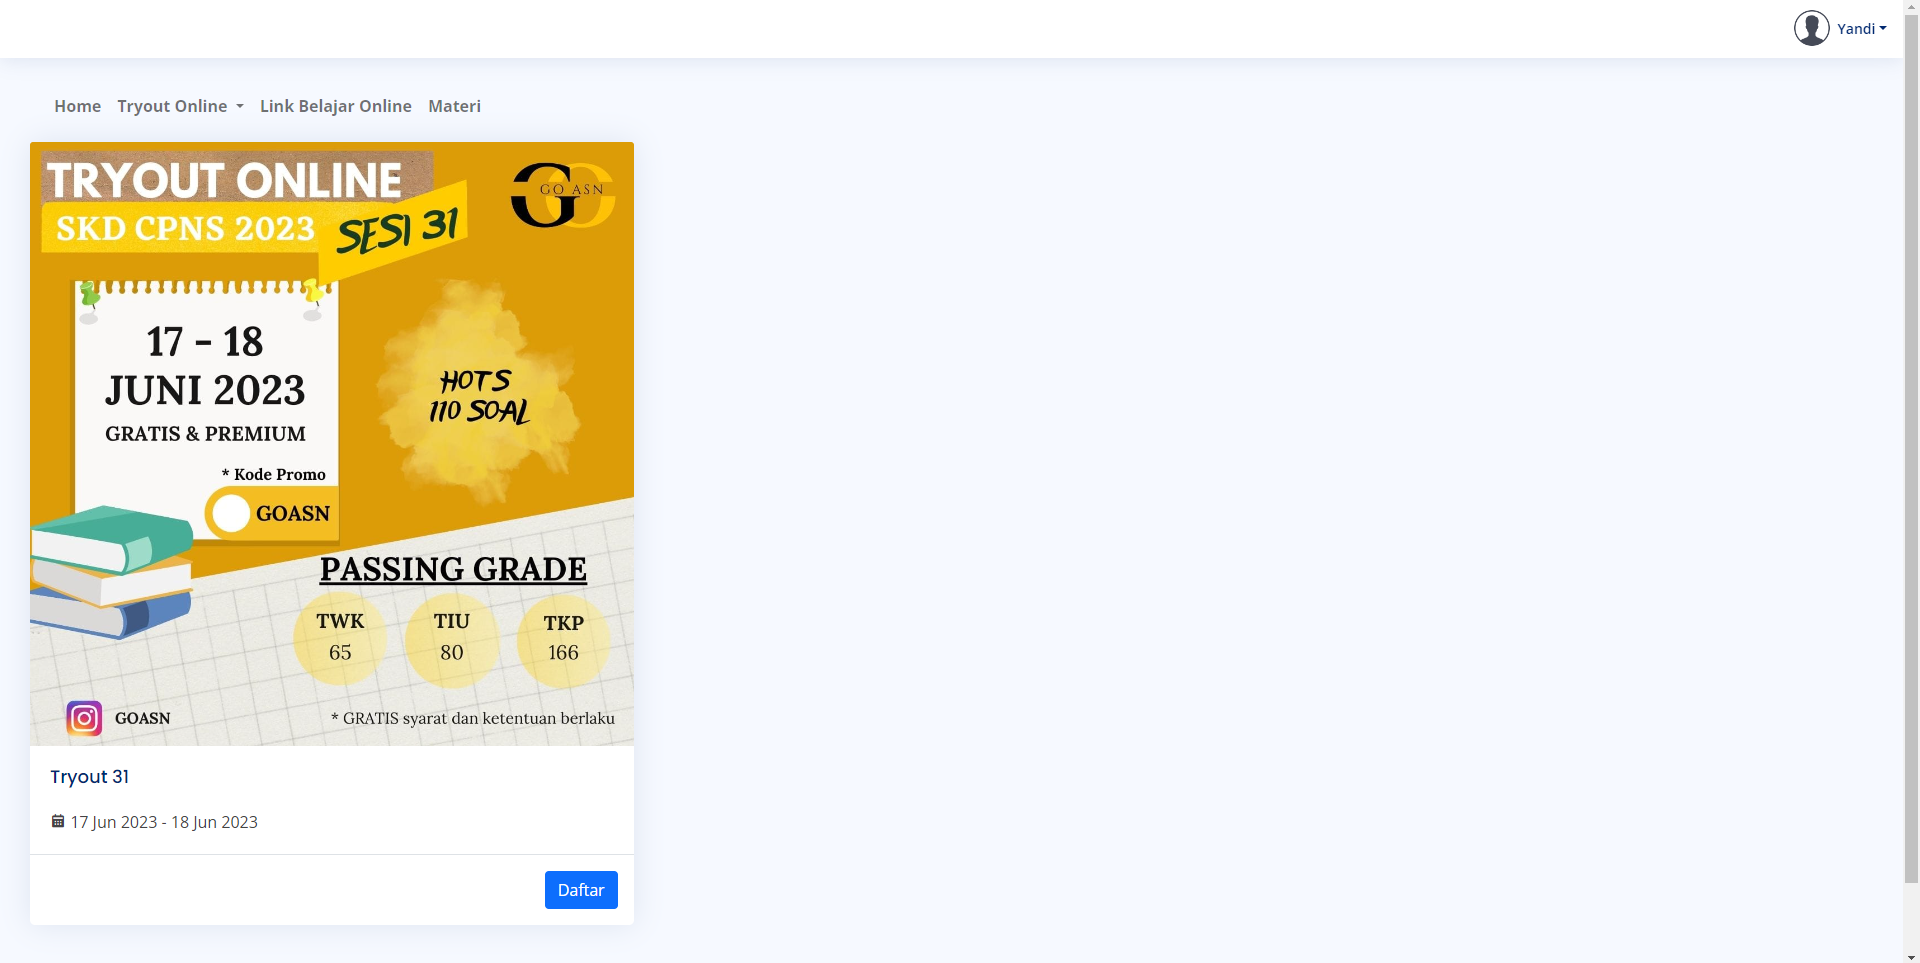 Yandi
Home
Tryout Online
Link Belajar Online
Materi
TRYOUT ONLINE
SKD CPNS 2023
SESI 31
GO ASN
17 - 18
JUNI 2023
GRATIS & PREMIUM
* Kode Promo
GOASN
HOTS
110 SOAL
PASSING GRADE
TWK
65
TIU
80
TKP
166
GOASN
* GRATIS syarat dan ketentuan berlaku
Tryout 31
17 Jun 2023 - 18 Jun 2023
Daftar